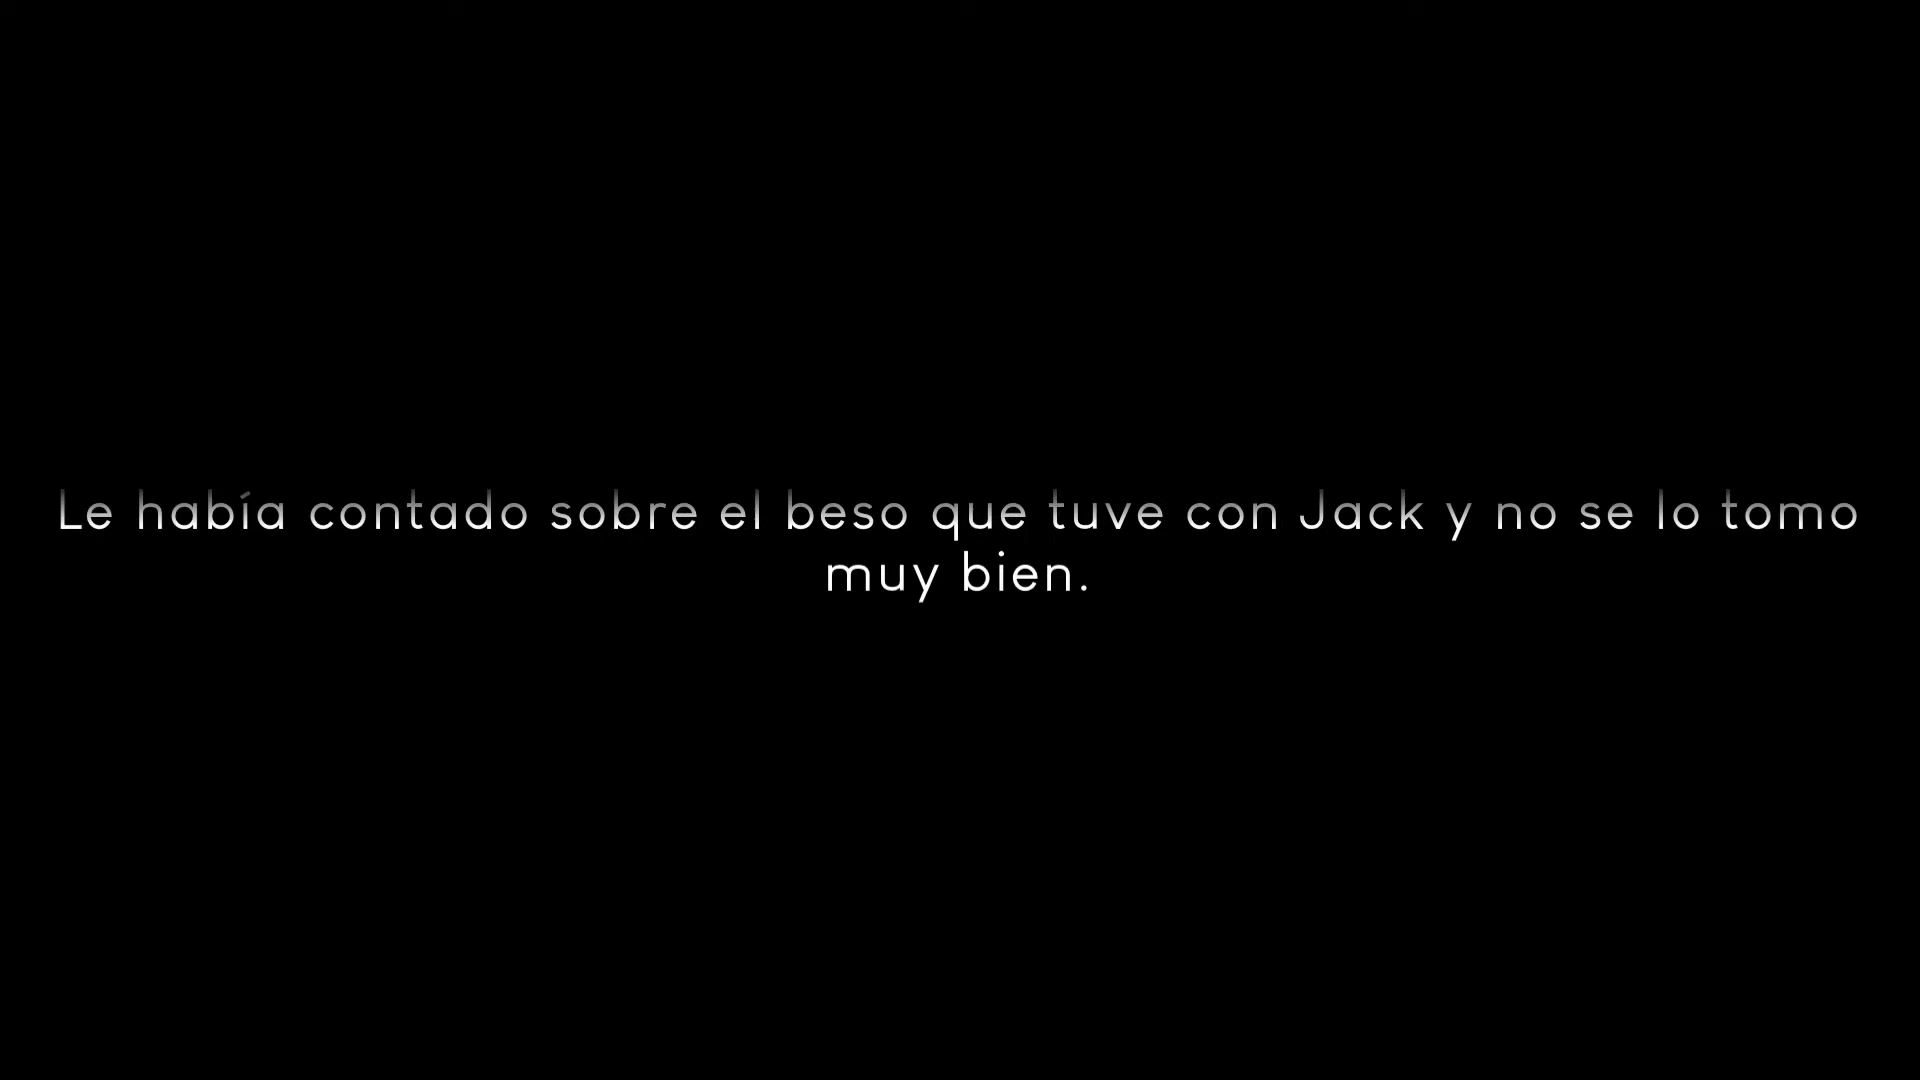 Le había contado sobre el beso que tuve con Jack y no se lo tomo
muy bien.